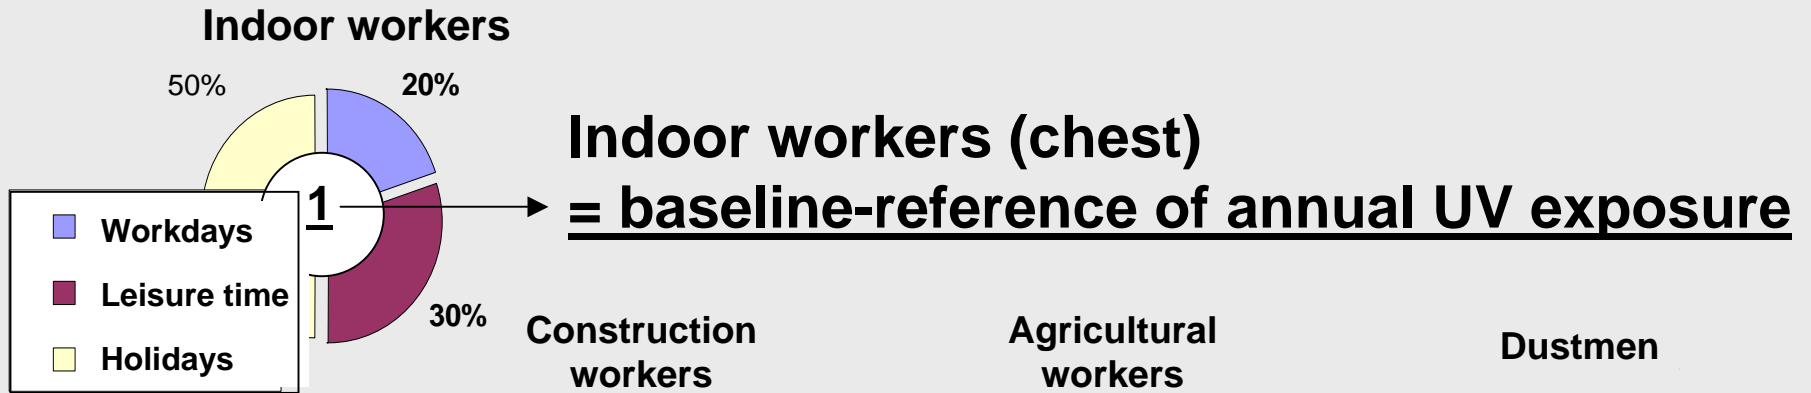 Indoor workers
50%
20%
Indoor workers (chest)
1
= baseline-reference of annual UV exposure
Workdays
Leisure time
Holidays
30%
Construction
workers
Agricultural
workers
Dustmen